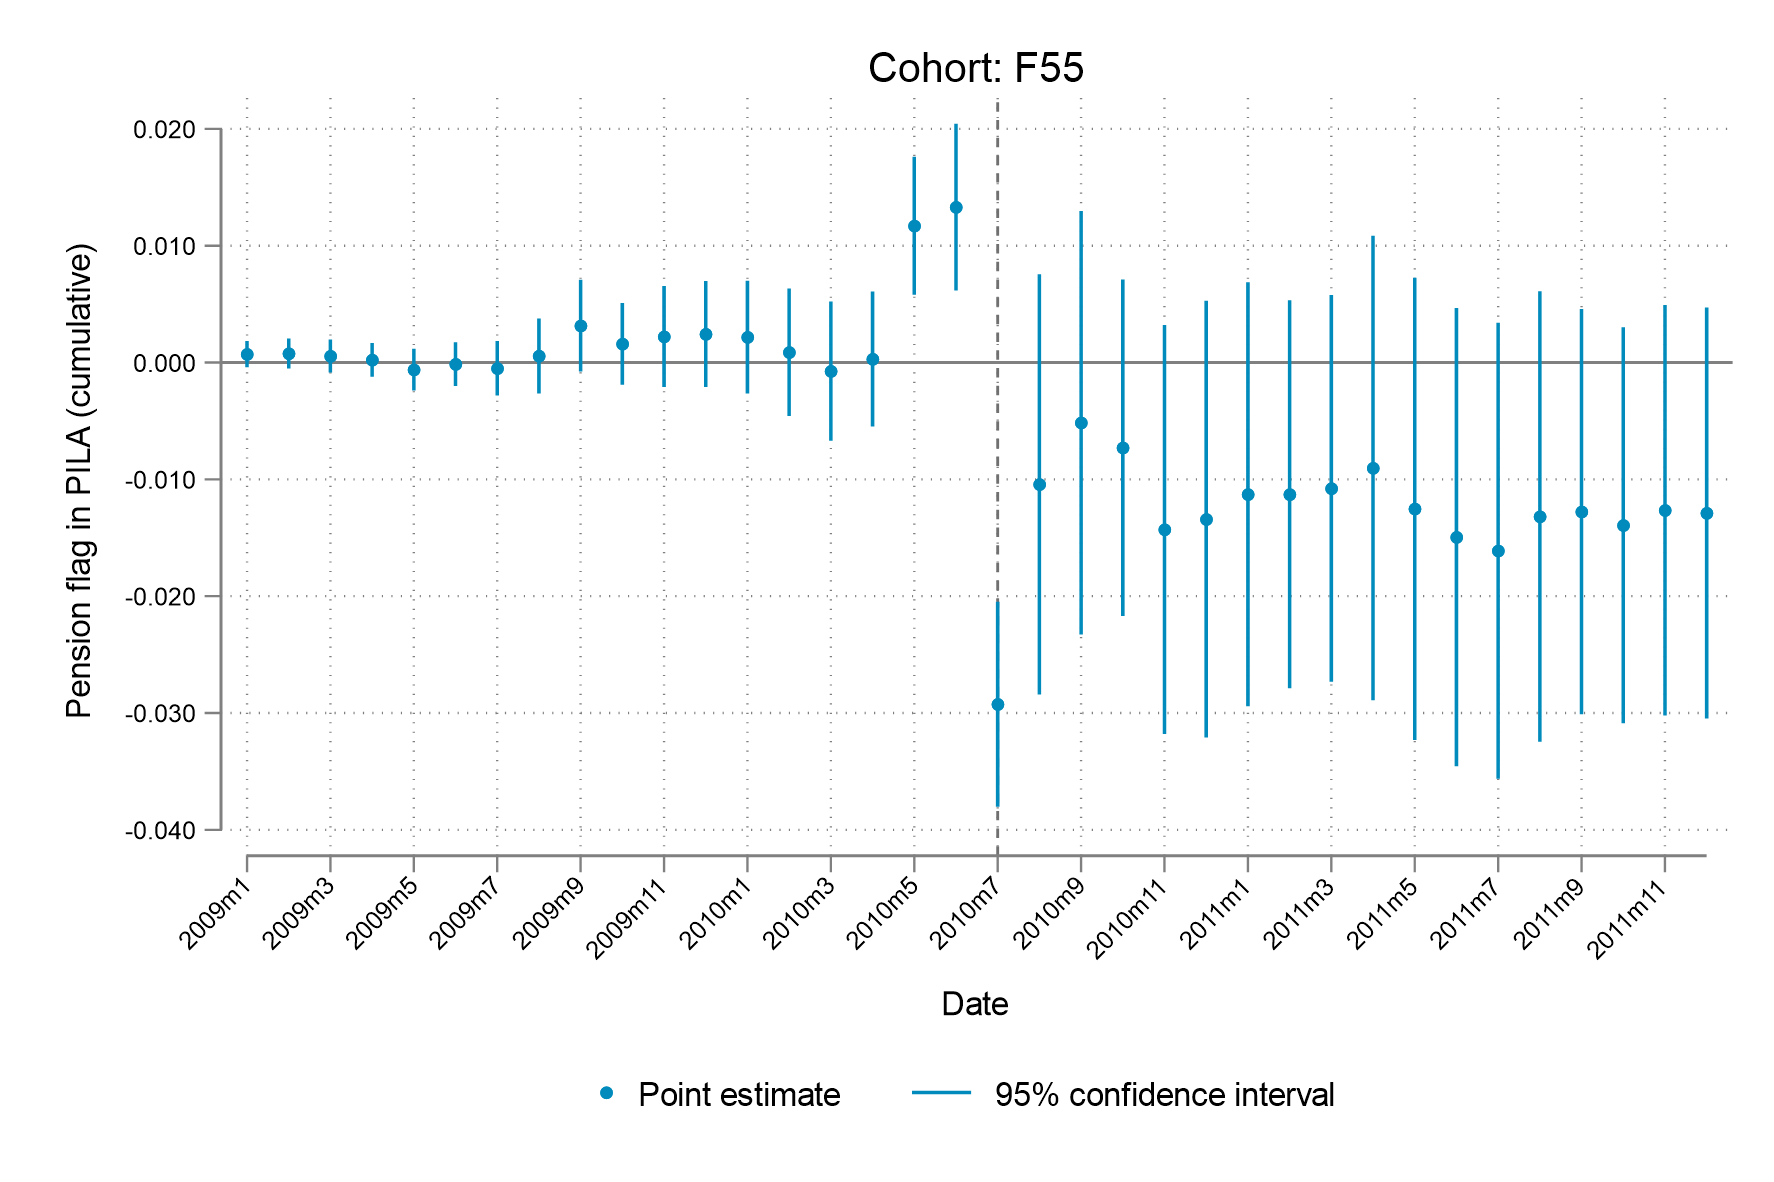 Cohort: F55
Pension flag in PILA (cumulative)
0.020
0.010
0.000
-0.010
-0.020
-0.030
-0.040
2009m1
2009m3
2009m5
2009m7
2009m9
2009m11
2010m1
2010m3
2010m5
2010m7
2010m9
2010m11
2011m1
2011m3
2011m5
2011m7
2011m9
2011m11
Date
Point estimate
95% confidence interval